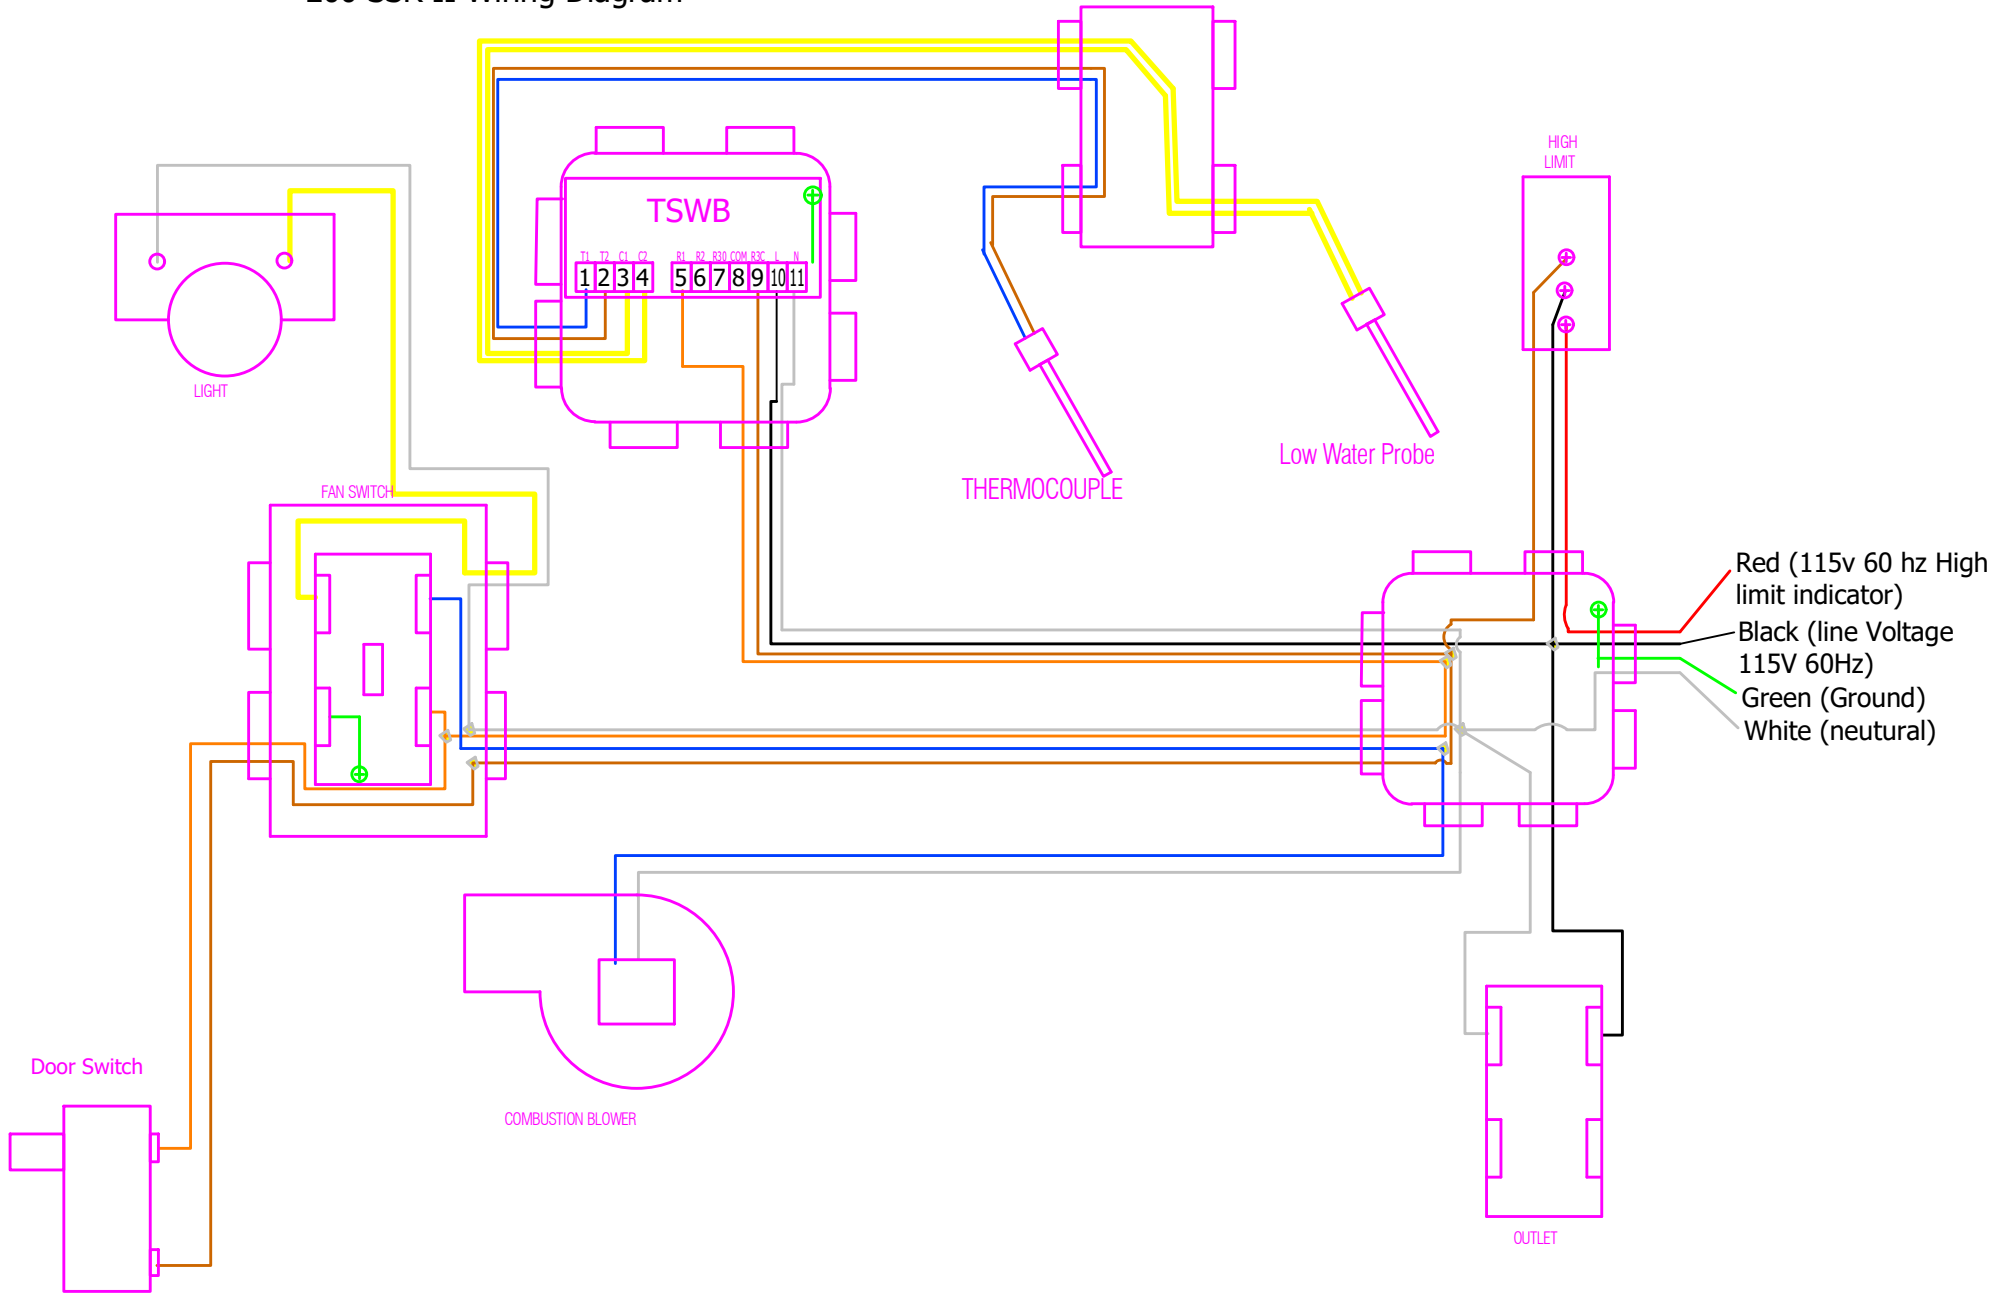 HIGH
LIMIT
TSWB
T1 T2 C1 C2 R1 R2 R30 COM R3C L N
1 2 3 4 5 6 7 8 9 10 11
LIGHT
Low Water Probe
THERMOCOUPLE
FAN SWITCH
Red (115v 60 hz High
limit indicator)
Black (line Voltage
115V 60Hz)
Green (Ground)
White (neutural)
Door Switch
COMBUSTION BLOWER
OUTLET